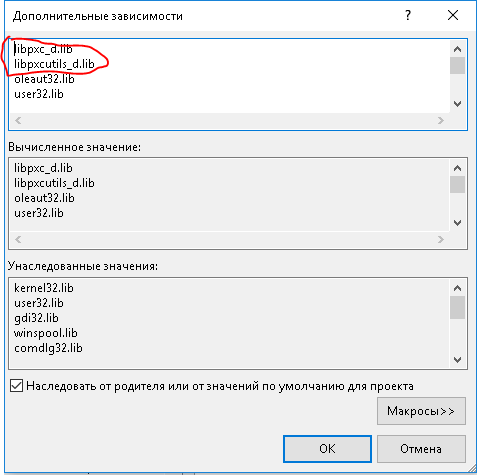 Дополнительные зависимости
libpxc_d.lib
libpxcutils_d.lib
oleaut32.lib
user32.lib
Вычисленное значение:
libpxc_d.lib
libpxcutils_d.lib
oleaut32.lib
user32.lib
Унаследованные значения:
kernel32.lib
user32.lib
gdi32.lib
winspool.lib
comdlg32.lib
Наследовать от родителя или от значений по умолчанию для проекта
Макросы>>
OK
Отмена